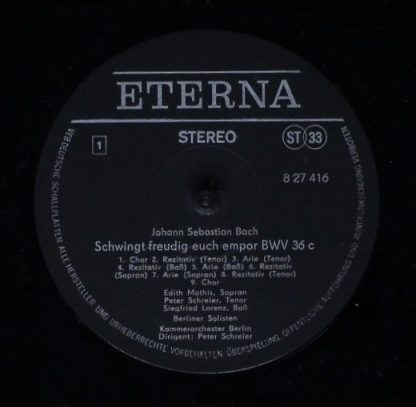 ETERNA
1
STEREO
ST 33
8 27 416
Johann Sebastian Bach
Schwingt freudig euch empor BWV 36 c
1. Chor 2. Rezitativ (Tenor) 3. Arie (Tenor)
4. Rezitativ (Baß) 5. Arie (Baß) 6. Rezitativ
(Sopran) 7. Arie (Sopran) 8. Rezitativ (Tenor)
9. Chor
Edith Mathis, Sopran
Peter Schreier, Tenor
Siegfried Lorenz, Baß
Berliner Solisten
Kammerorchester Berlin
Dirigent: Peter Schreier
VEB DEUTSCHE SCHALLPLATTEN ALLE HERSTELLER- UND URHEBERRECHTE VORBEHALTEN ÜBERSPIELUNG, ÖFFENTLICHE AUFFÜHRUNG UND RUNDFUNKSENDUNG VERBOTEN